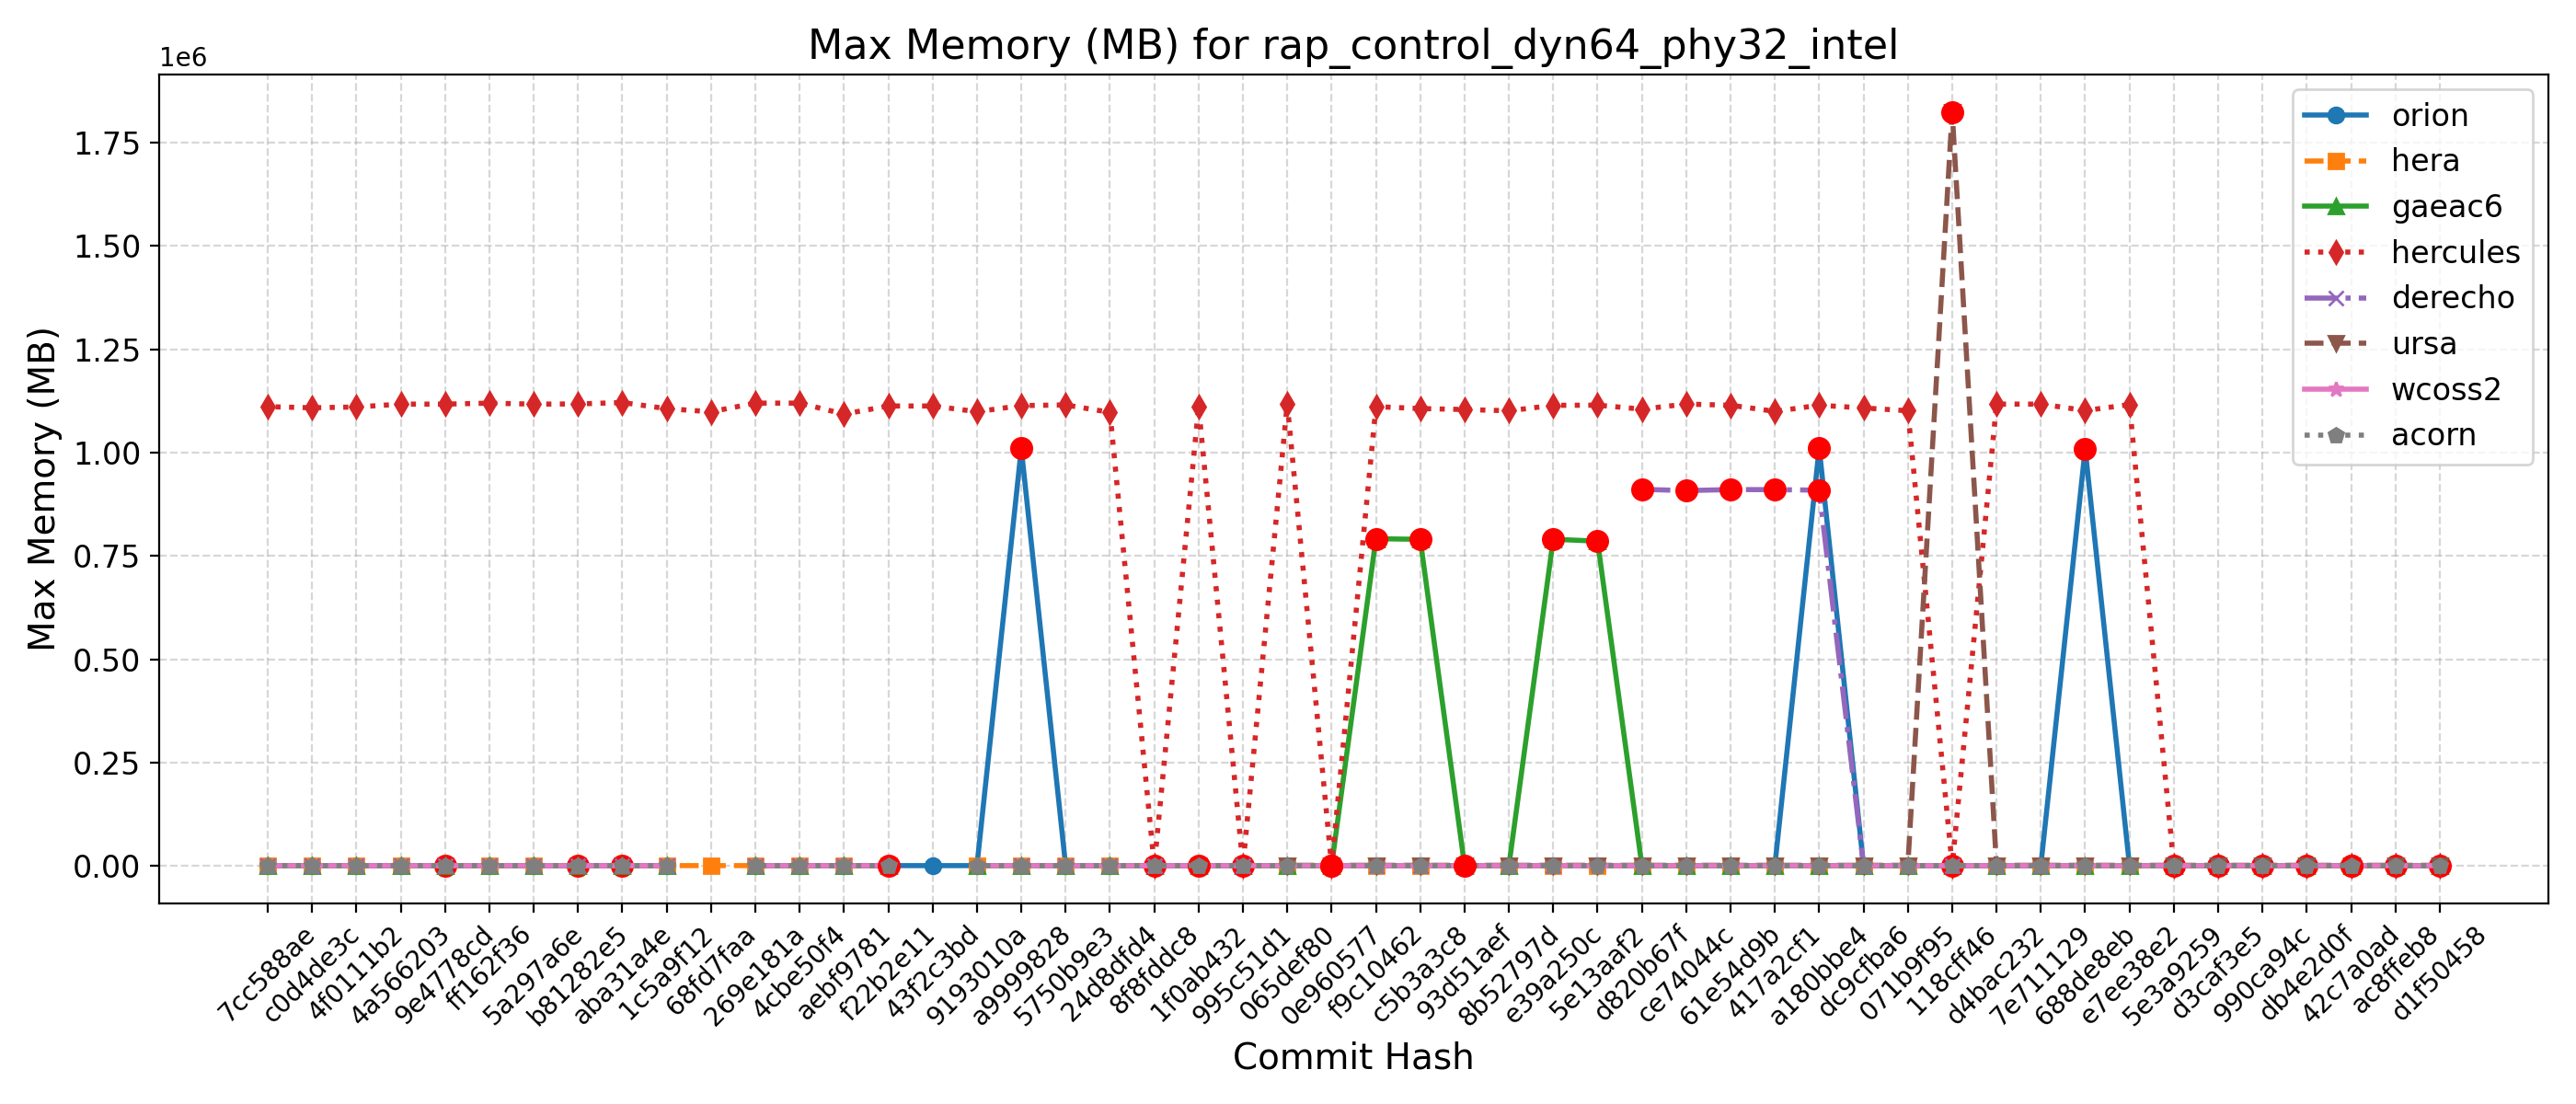 Max Memory (MB) for rap_control_dyn64_phy32_intel
1e6
1.75
1.50
1.25
1.00
0.75
0.50
0.25
0.00
Max Memory (MB)
orion
hera
gaeac6
hercules
derecho
ursa
wcoss2
acorn
7cc588ae
c0d4de3c
4f0111b2
4a566203
9e4778cd
ff162f36
5a297a6e
b81282e5
aba31a4e
1c5a9f12
68fd7faa
269e181a
4cbe50f4
aebf9781
f22b2e11
43f2c3bd
9193010a
a9999828
5750b9e3
24d8dfd4
8f8fddc8
1f0ab432
995c51d1
065def80
0e960577
f9c10462
c5b3a3c8
93d51aef
8b52797d
e39a250c
5e13aaf2
d820b67f
ce74044c
61e54d9b
417a2cf1
a180bbe4
dc9cfba6
071b9f95
118cff46
d4bac232
7e711129
688de8eb
e7ee38e2
5e3a9259
d3caf3e5
990ca94c
db4e2d0f
42c7a0ad
ac8ffeb8
d1f50458
Commit Hash